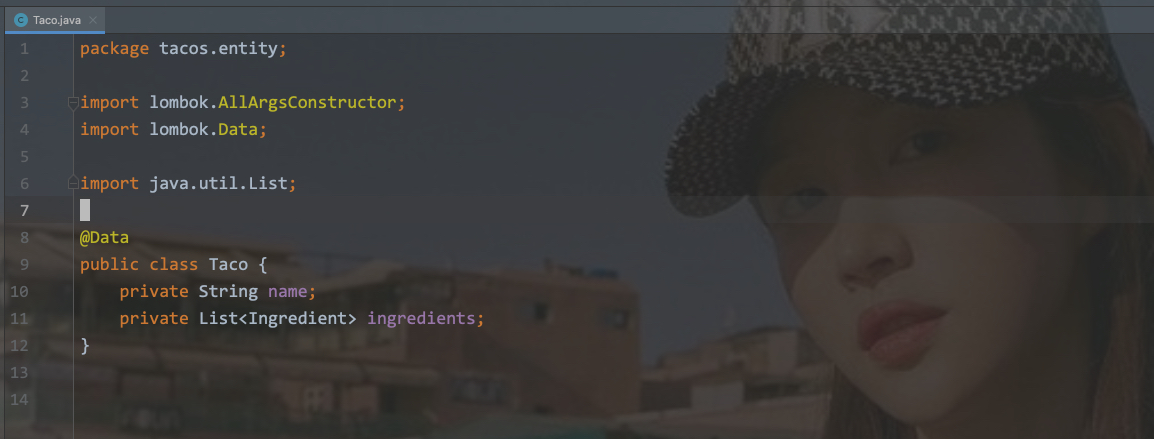 Taco.java
1 package tacos.entity;
2
3 import lombok.AllArgsConstructor;
4 import lombok.Data;
5
6 import java.util.List;
7
8 @Data
9 public class Taco {
10     private String name;
11     private List<Ingredient> ingredients;
12 }
13
14